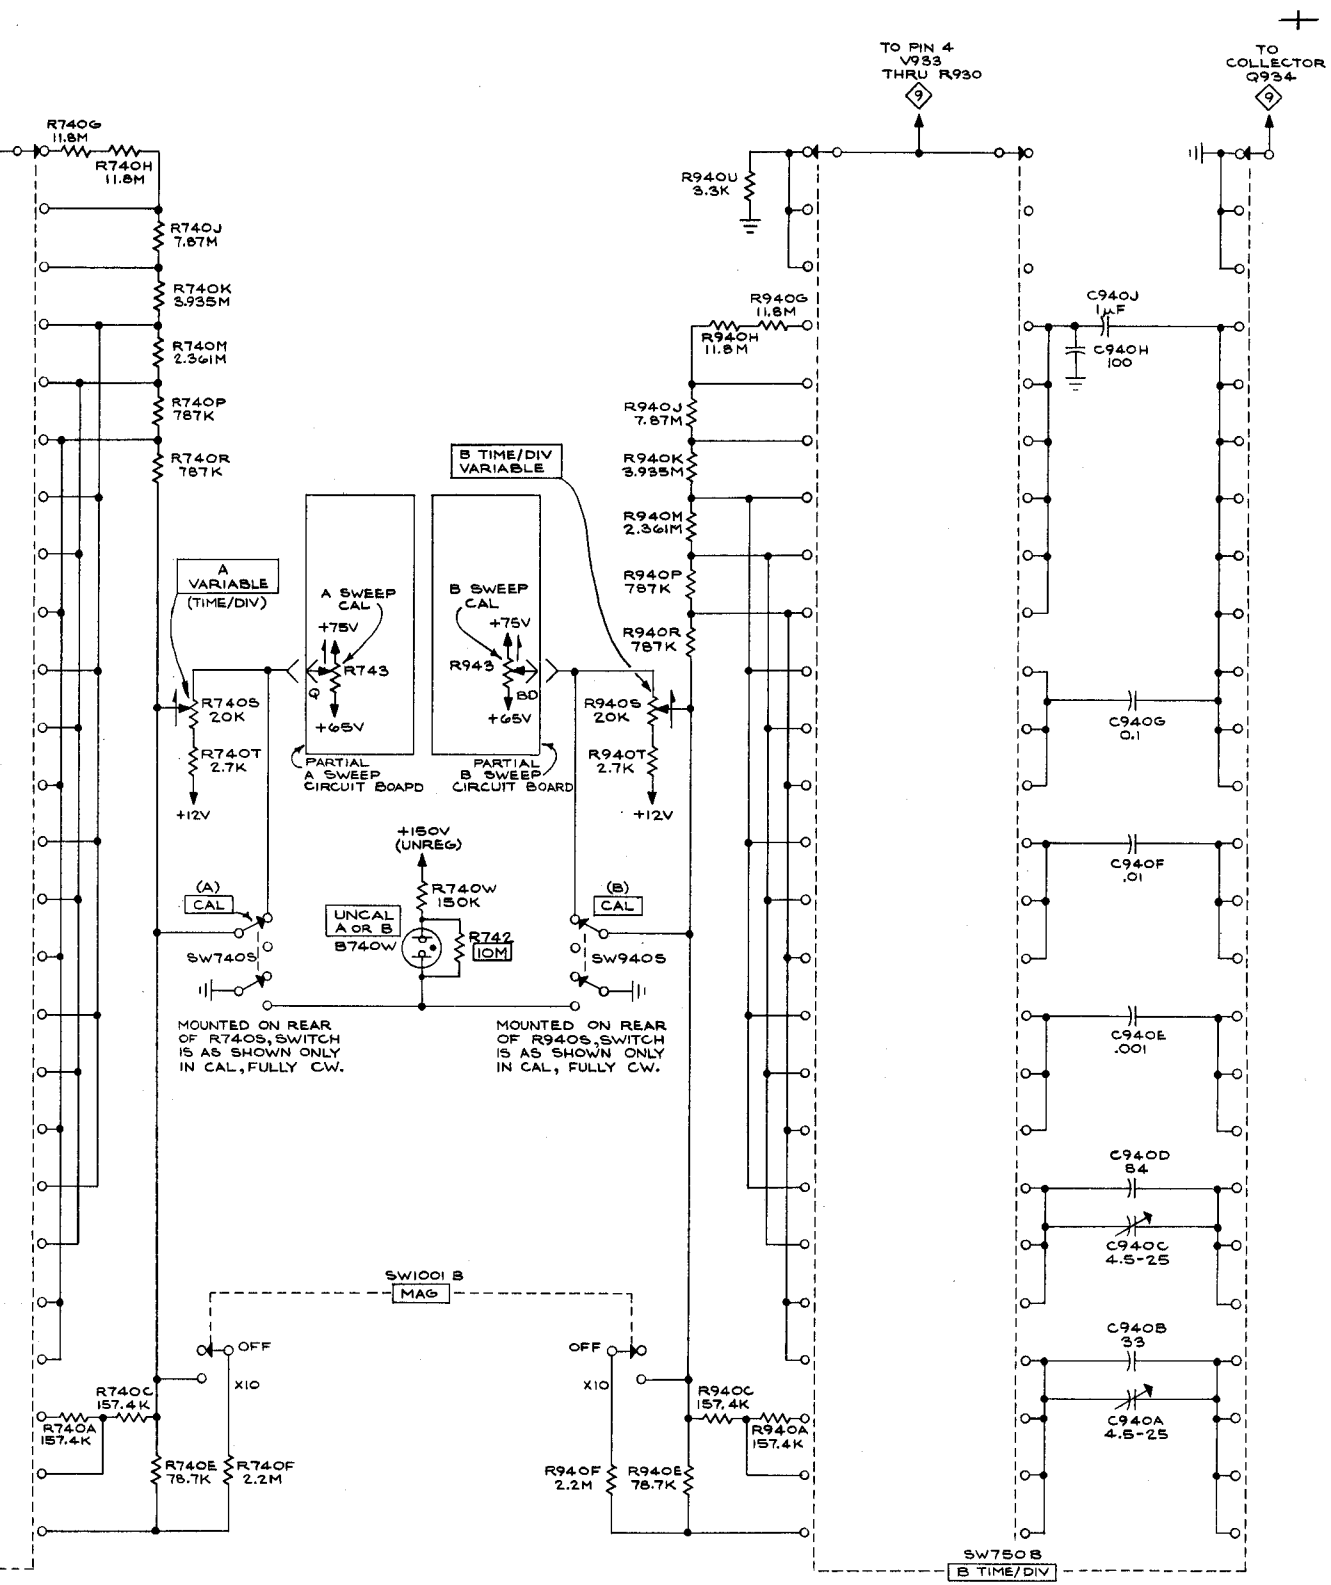 TO PIN 4
V933
THRU R930
9
TO
COLLECTOR
Q934
9
R740G
11.8M
R740H
11.8M
R740J
7.87M
R740K
3.935M
R740M
2.361M
R740P
787K
R740R
787K
A
VARIABLE
(TIME/DIV)
R740S
20K
R740T
2.7K
+12V
A SWEEP
CAL
+75V
R743
Q
+65V
PARTIAL
A SWEEP
CIRCUIT BOARD
B SWEEP
CAL
+75V
R943
BD
+65V
PARTIAL
B SWEEP
CIRCUIT BOARD
B TIME/DIV
VARIABLE
R940S
20K
R940T
2.7K
+12V
R940U
3.3K
R940G
11.8M
R940H
11.8M
R940J
7.87M
R940K
3.935M
R940M
2.361M
R940P
787K
R940R
787K
+150V
(UNREG)
R740W
150K
UNCAL
A OR B
B740W
R742
10M
(A)
CAL
SW740S
(B)
CAL
SW940S
MOUNTED ON REAR
OF R740S, SWITCH
IS AS SHOWN ONLY
IN CAL, FULLY CW.
MOUNTED ON REAR
OF R940S, SWITCH
IS AS SHOWN ONLY
IN CAL, FULLY CW.
SW1001 B
MAG
OFF
X10
OFF
X10
R740C
157.4K
R740A
157.4K
R740E
78.7K
R740F
2.2M
R940C
157.4K
R940A
157.4K
R940F
2.2M
R940E
78.7K
C940J
1µF
C940H
100
C940G
0.1
C940F
.01
C940E
.001
C940D
84
C940C
4.5-25
C940B
33
C940A
4.5-25
SW750B
B TIME/DIV